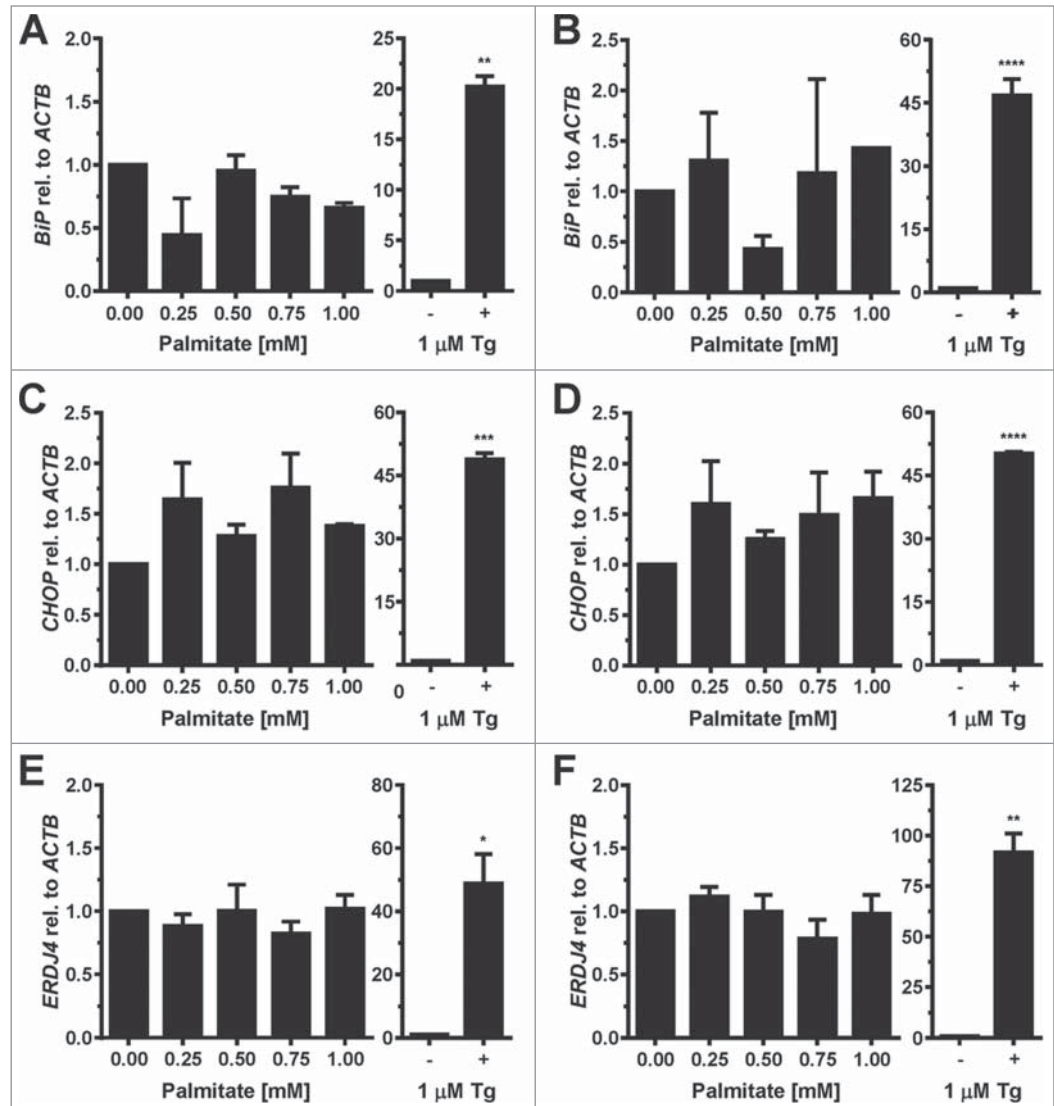 A
BiP rel. to ACTB
2.0
1.5
1.0
0.5
0.0
0.00 0.25 0.50 0.75 1.00
Palmitate [mM]
25
20
15
10
5
0
**
- +
1 μM Tg
B
BiP rel. to ACTB
2.5
2.0
1.5
1.0
0.5
0.0
0.00 0.25 0.50 0.75 1.00
Palmitate [mM]
60
45
30
15
0
****
- +
1 μM Tg
C
CHOP rel. to ACTB
2.5
2.0
1.5
1.0
0.5
0.0
0.00 0.25 0.50 0.75 1.00
Palmitate [mM]
60
45
30
15
0
***
- +
1 μM Tg
D
CHOP rel. to ACTB
2.5
2.0
1.5
1.0
0.5
0.0
0.00 0.25 0.50 0.75 1.00
Palmitate [mM]
60
45
30
15
0
****
- +
1 μM Tg
E
ERDJ4 rel. to ACTB
2.0
1.5
1.0
0.5
0.0
0.00 0.25 0.50 0.75 1.00
Palmitate [mM]
80
60
40
20
0
*
- +
1 μM Tg
F
ERDJ4 rel. to ACTB
2.0
1.5
1.0
0.5
0.0
0.00 0.25 0.50 0.75 1.00
Palmitate [mM]
125
100
75
50
25
0
**
- +
1 μM Tg